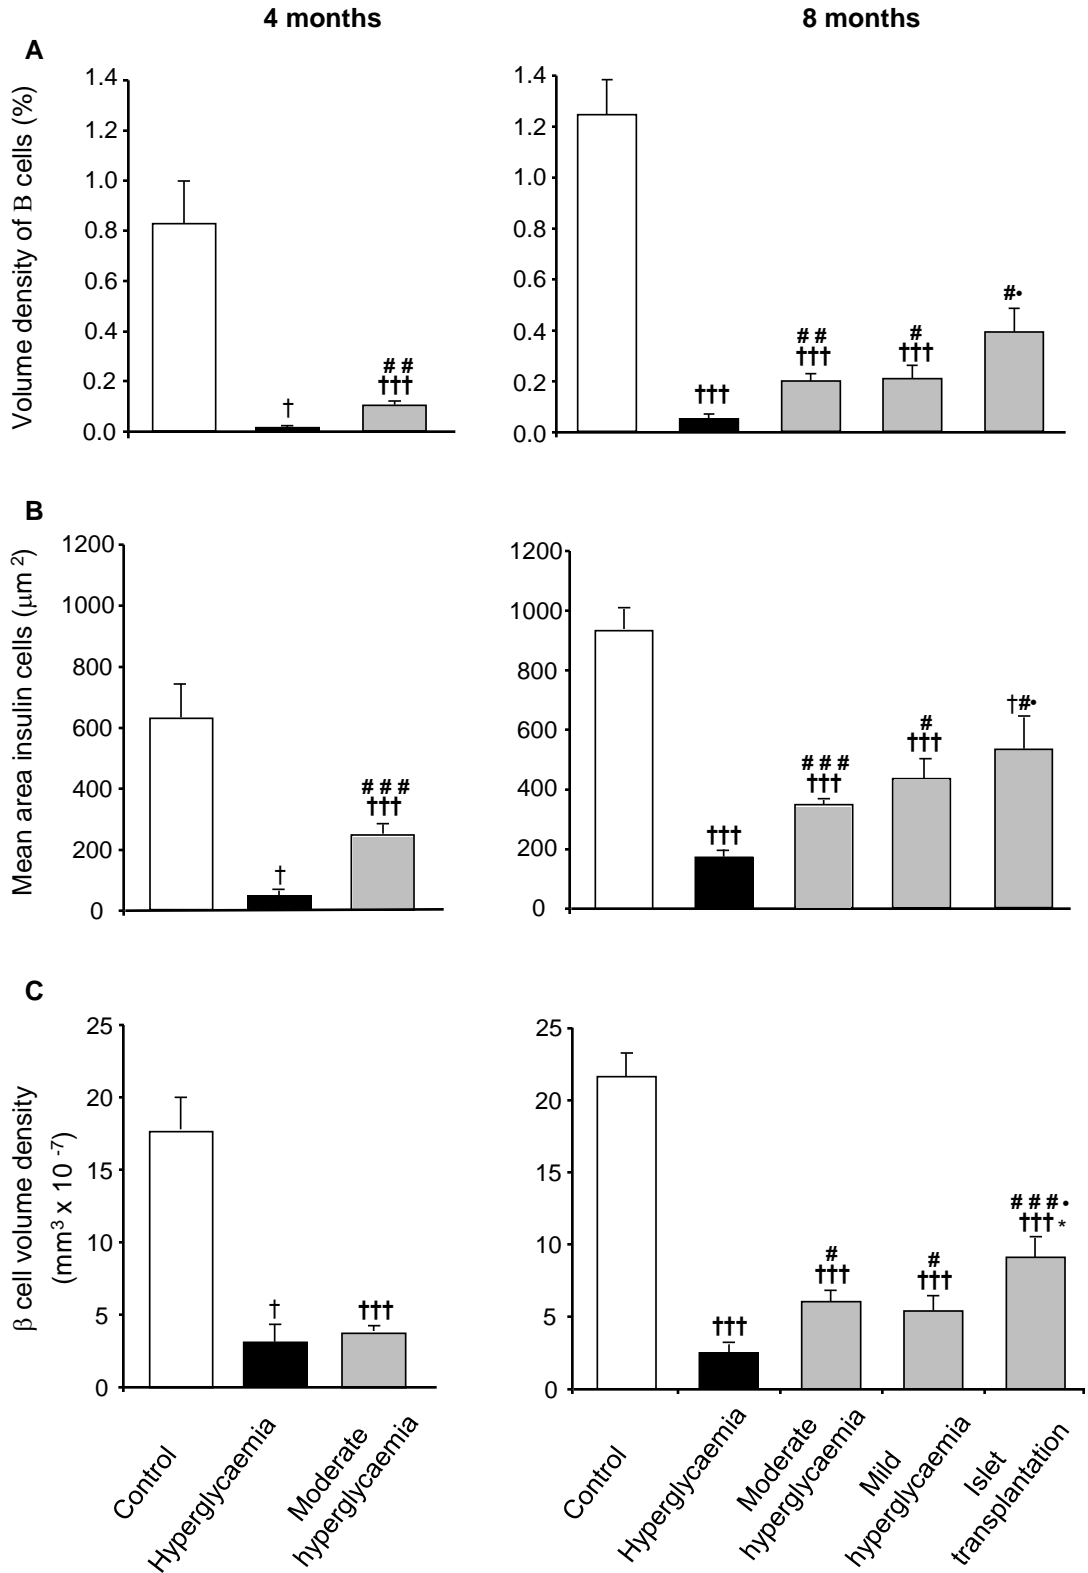 4 months
8 months
A
Volume density of B cells (%)
1.4
1.2
1.0
0.8
0.6
0.4
0.2
0.0
†
# #
†††
1.4
1.2
1.0
0.8
0.6
0.4
0.2
0.0
†††
# #
†††
#
†††
#•
B
Mean area insulin cells (μm²)
1200
1000
800
600
400
200
0
†
# # #
†††
1200
1000
800
600
400
200
0
†††
# # #
†††
#
†††
†#•
C
β cell volume density
(mm³ x 10 ⁻⁷)
25
20
15
10
5
0
†
†††
25
20
15
10
5
0
†††
#
†††
#
†††
# # # •
††† *
Control
Hyperglycaemia
Moderate
hyperglycaemia
Control
Hyperglycaemia
Moderate
hyperglycaemia
Mild
hyperglycaemia
Islet
transplantation